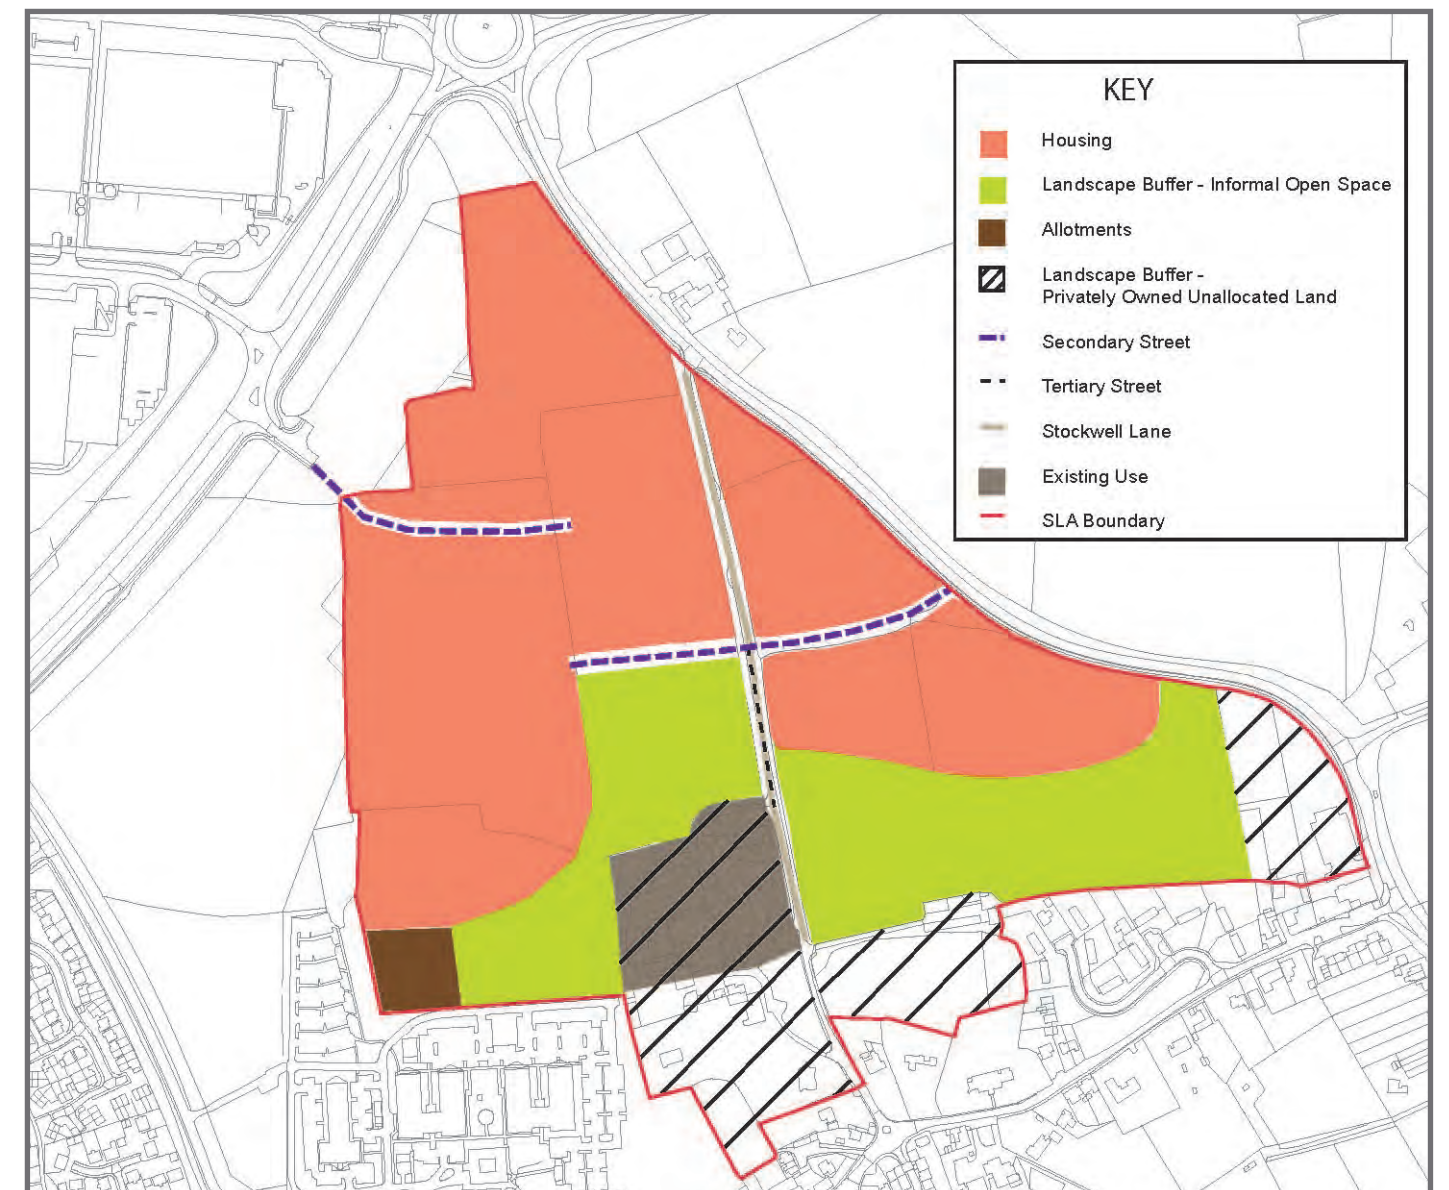 KEY
Housing
Landscape Buffer - Informal Open Space
Allotments
Landscape Buffer -
Privately Owned Unallocated Land
Secondary Street
Tertiary Street
Stockwell Lane
Existing Use
SLA Boundary